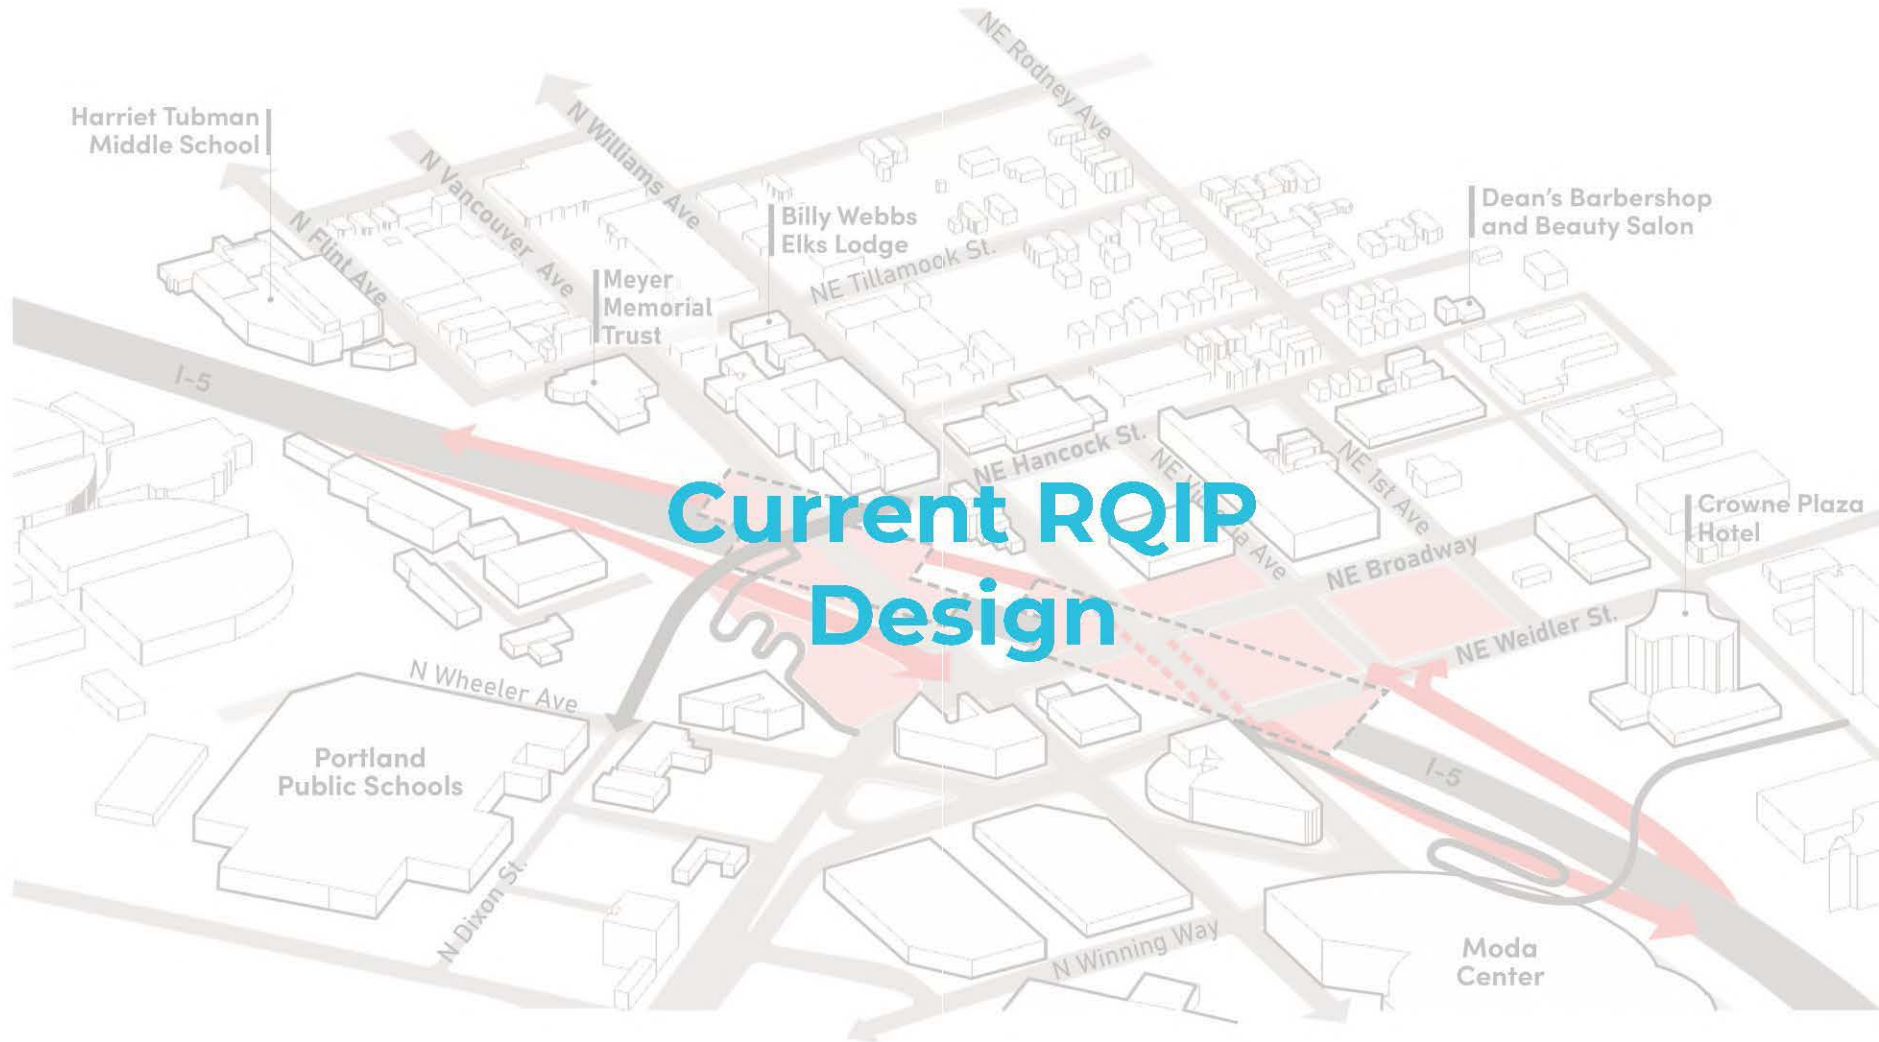 NE Rodney Ave
Harriet Tubman
Middle School
N Williams Ave
N Vancouver Ave
Billy Webbs
Elks Lodge
Dean's Barbershop
and Beauty Salon
N Flint Ave
NE Tillamook St.
Meyer
Memorial
Trust
I-5
NE Hancock St.
NE 1st Ave
Current RQIP
Design
Crowne Plaza
Hotel
NE Broadway
NE Weidler St.
N Wheeler Ave
Portland
Public Schools
I-5
N Dixon St.
N Winning Way
Moda
Center